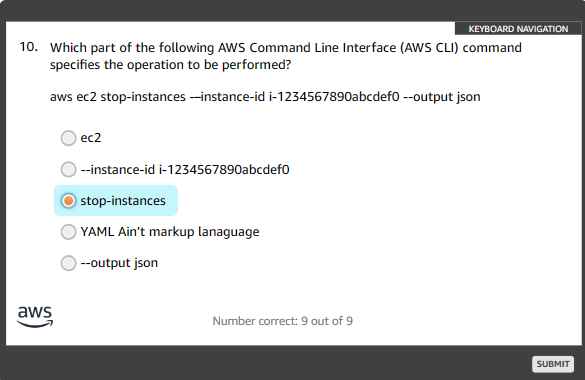 KEYBOARD NAVIGATION
10. Which part of the following AWS Command Line Interface (AWS CLI) command
specifies the operation to be performed?
aws ec2 stop-instances —instance-id i-1234567890abcdef0 --output json
ec2
--instance-id i-1234567890abcdef0
stop-instances
YAML Ain't markup lanaguage
--output json
aws
Number correct: 9 out of 9
SUBMIT